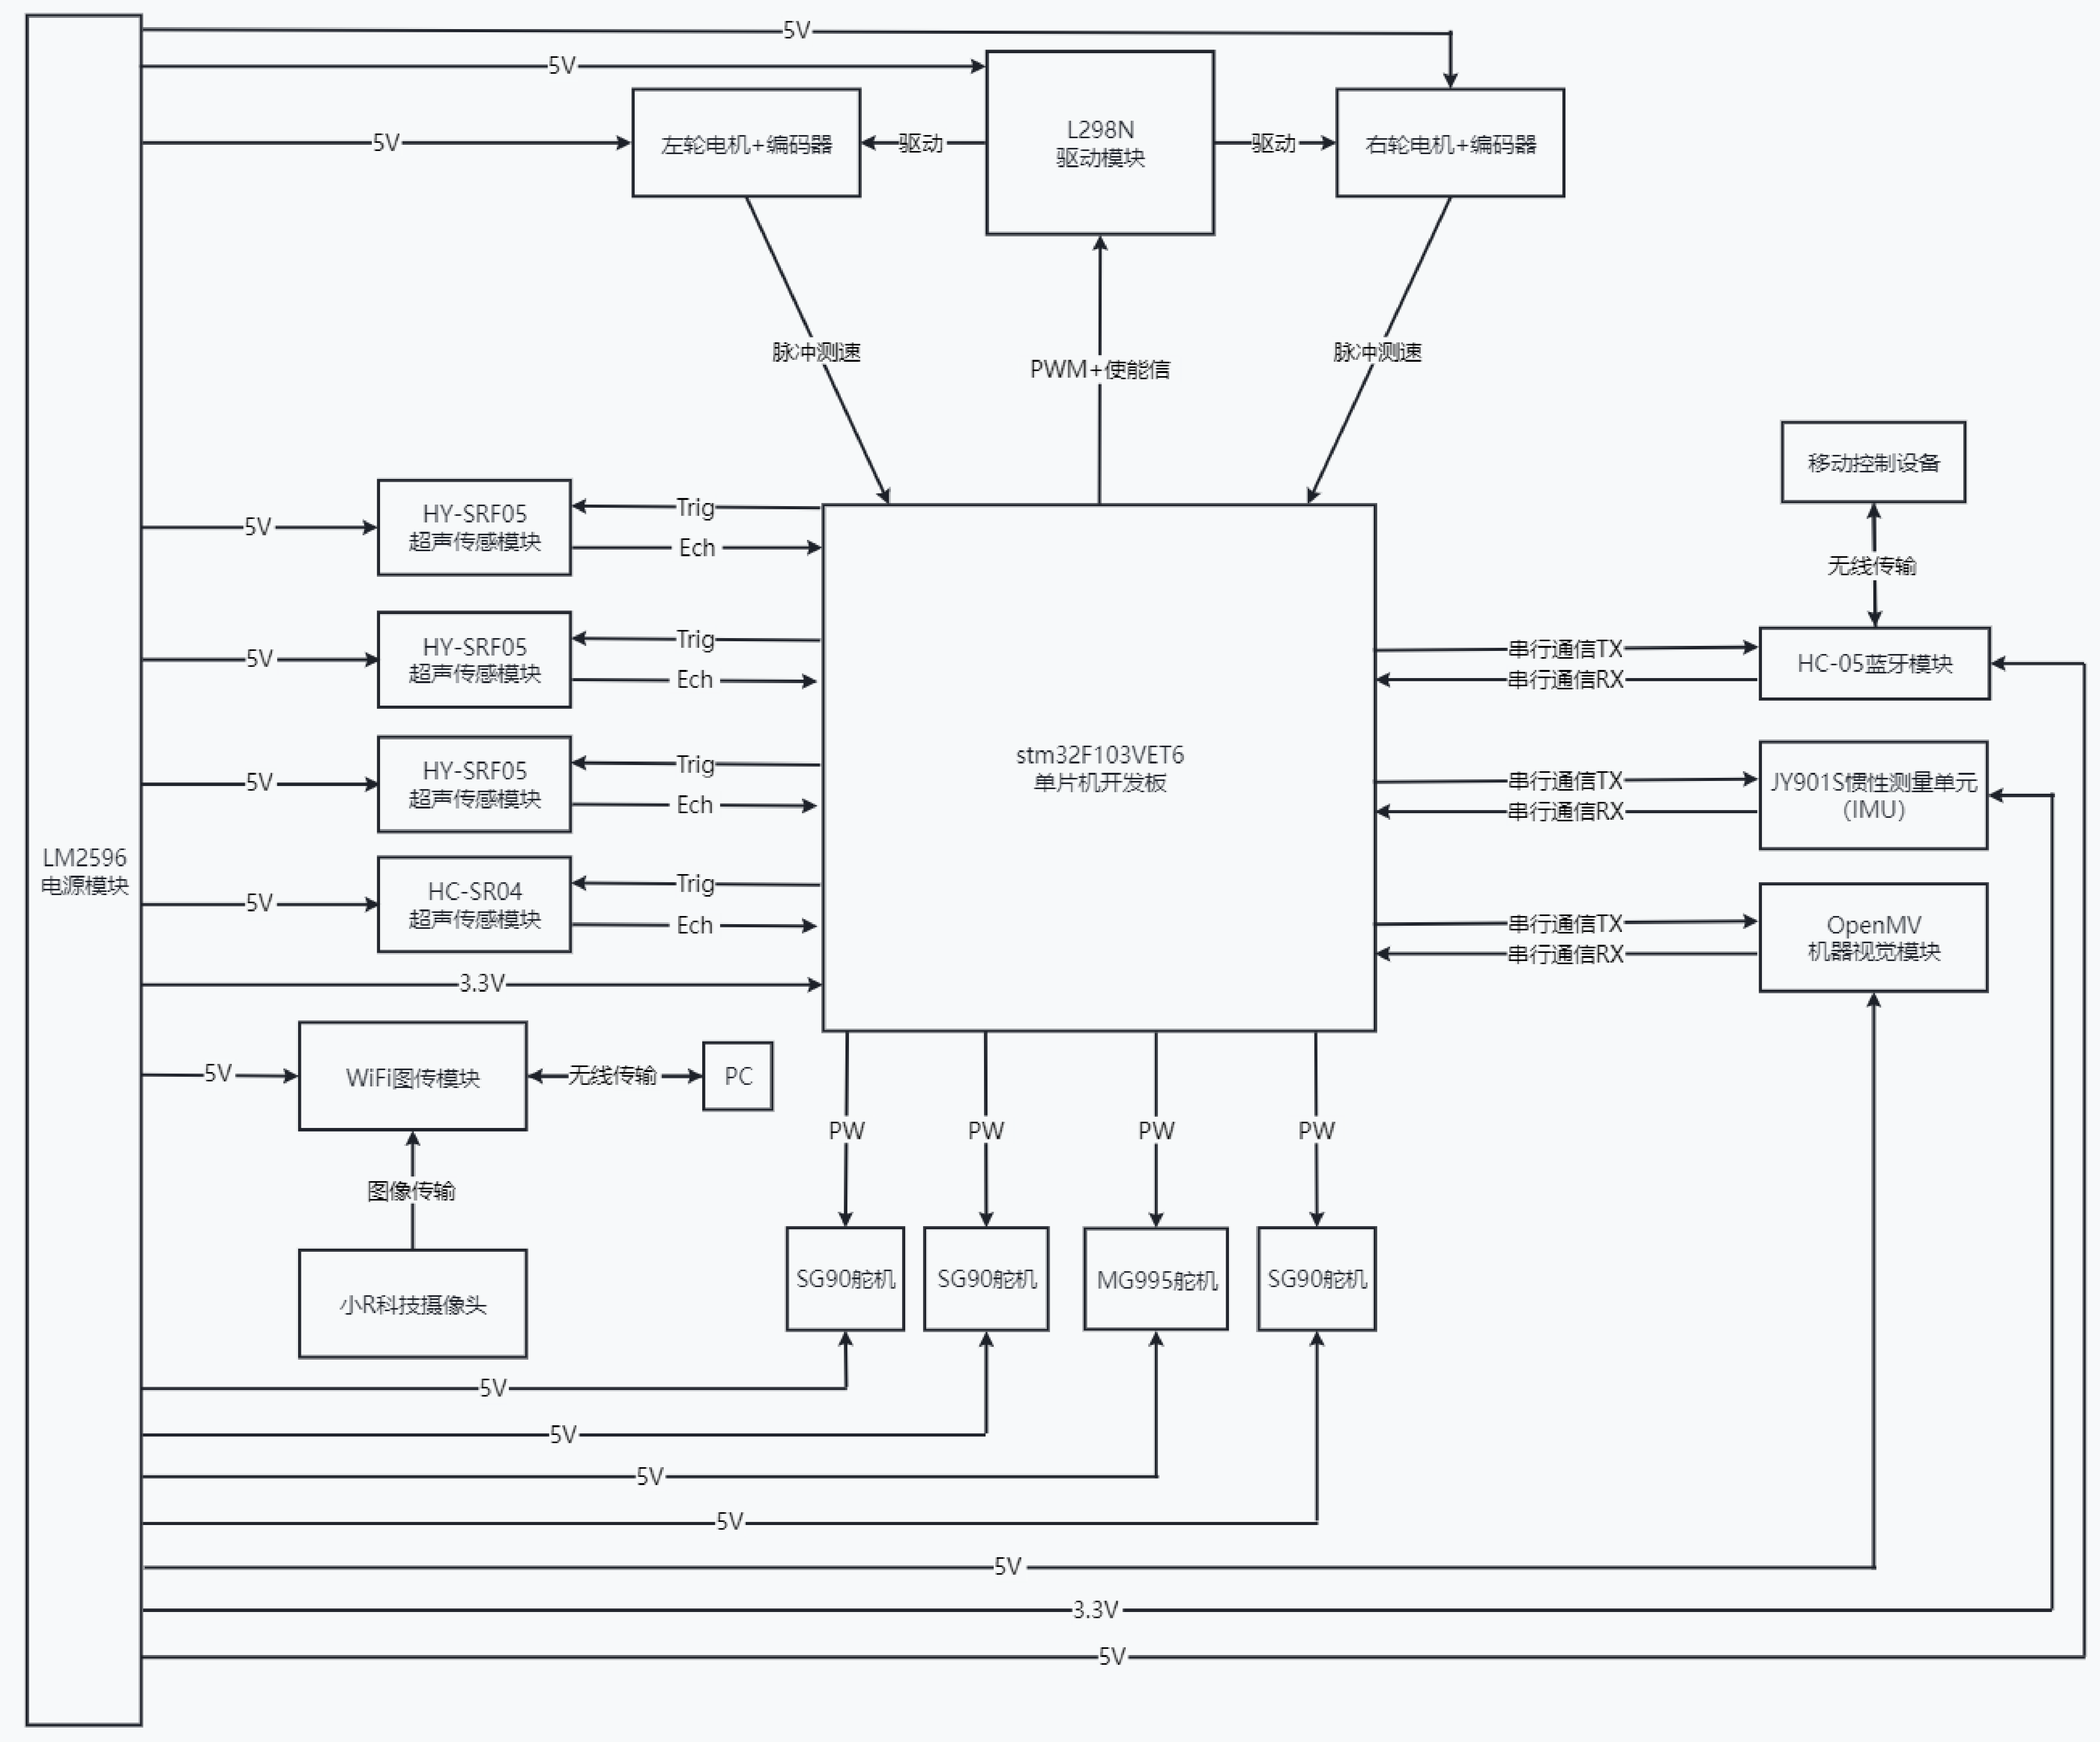 5V
5V
L298N
驱动模块
5V
左轮电机+编码器
驱动
驱动
右轮电机+编码器
脉冲测速
PWM+使能信
脉冲测速
移动控制设备
无线传输
HY-SRF05
超声传感模块
5V
Trig
Ech
HY-SRF05
超声传感模块
5V
Trig
Ech
串行通信TX
串行通信RX
HC-05蓝牙模块
HY-SRF05
超声传感模块
5V
Trig
Ech
stm32F103VET6
单片机开发板
串行通信TX
串行通信RX
JY901S惯性测量单元
（IMU）
LM2596
电源模块
5V
HC-SR04
超声传感模块
Trig
Ech
串行通信TX
串行通信RX
OpenMV
机器视觉模块
3.3V
5V
WiFi图传模块
无线传输
PC
PW
PW
PW
PW
图像传输
小R科技摄像头
SG90舵机
SG90舵机
MG995舵机
SG90舵机
5V
5V
5V
5V
5V
3.3V
5V